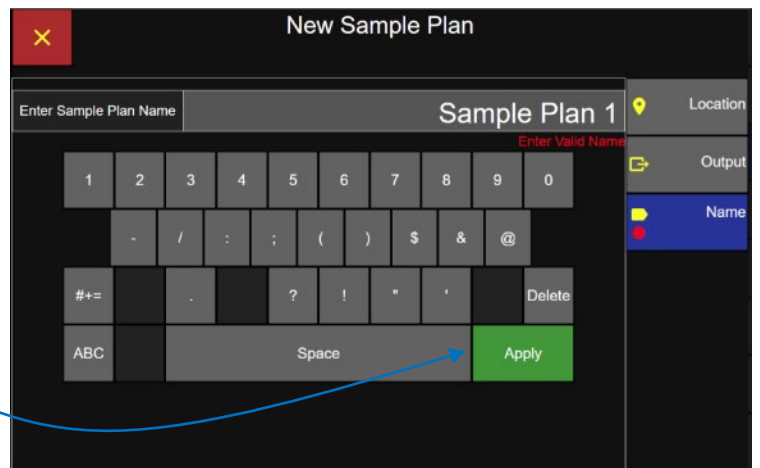 × New Sample Plan
Enter Sample Plan Name Sample Plan 1
Enter Valid Name
Location
Output
Name
1 2 3 4 5 6 7 8 9 0
- / : ; ( ) $ & @
#+= . ? ! " ' Delete
ABC Space Apply